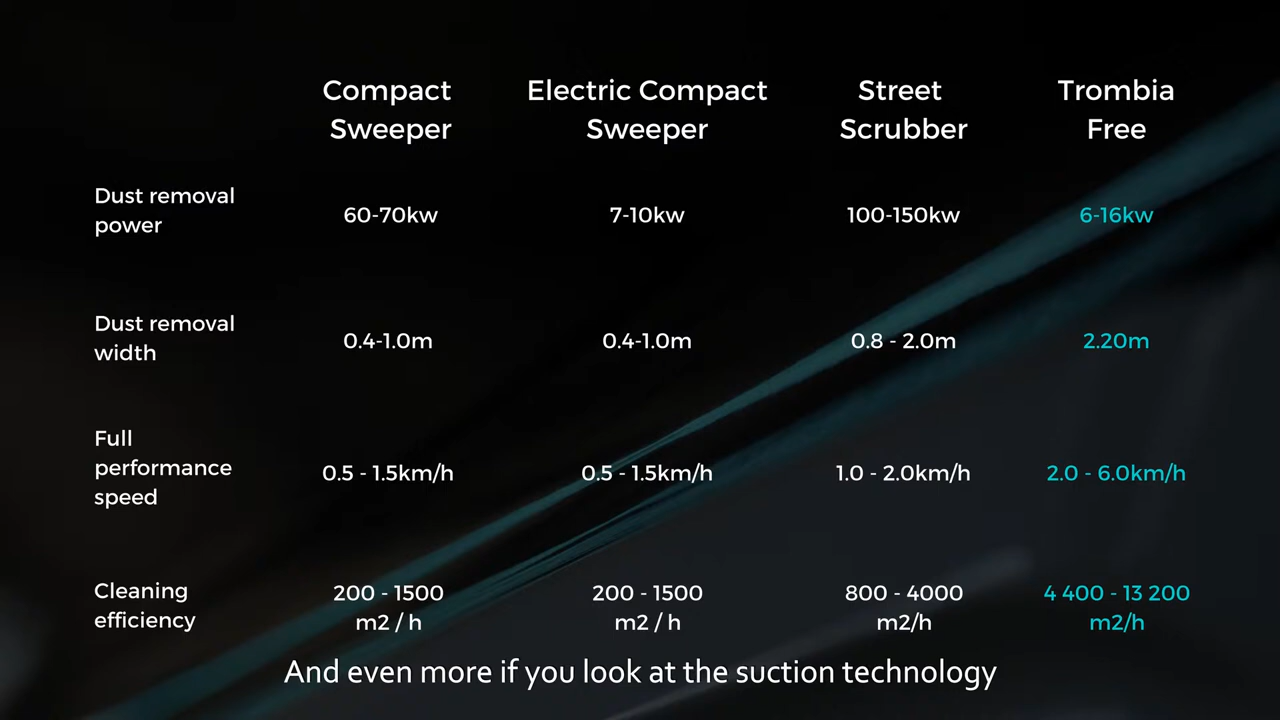 Compact Electric Compact Street Trombia
Sweeper Sweeper Scrubber Free
Dust removal
power 60-70kw 7-10kw 100-150kw 6-16kw
Dust removal
width 0.4-1.0m 0.4-1.0m 0.8 - 2.0m 2.20m
Full
performance
speed 0.5 - 1.5km/h 0.5 - 1.5km/h 1.0 - 2.0km/h 2.0 - 6.0km/h
Cleaning 200 - 1500 200 - 1500 800 - 4000 4 400 - 13 200
efficiency m2 / h m2 / h m2/h m2/h
And even more if you look at the suction technology